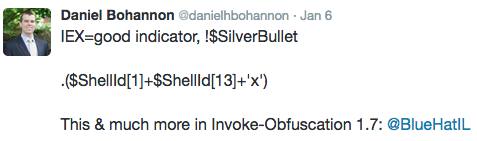 Daniel Bohannon @danielhbohannon · Jan 6
IEX=good indicator, !$SilverBullet
.($ShellId[1]+$ShellId[13]+'x')
This & much more in Invoke-Obfuscation 1.7: @BlueHatIL